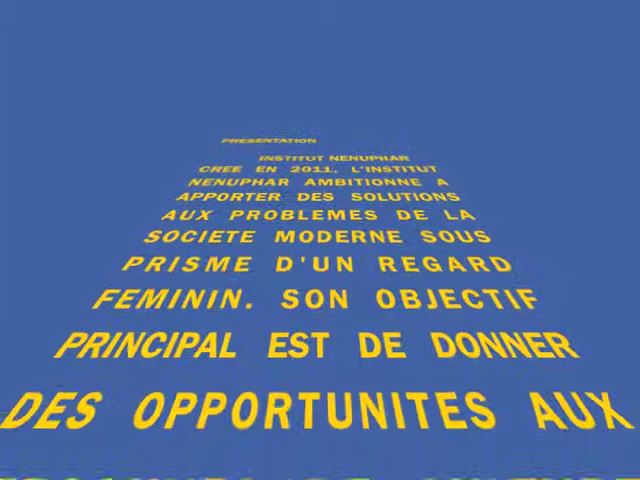 PRESENTATION
INSTITUT NENUPHAR
CREE EN 2011, L'INSTITUT
NENUPHAR AMBITIONNE A
APPORTER DES SOLUTIONS
AUX PROBLEMES DE LA
SOCIETE MODERNE SOUS
PRISME D'UN REGARD
FEMININ. SON OBJECTIF
PRINCIPAL EST DE DONNER
DES OPPORTUNITES AUX